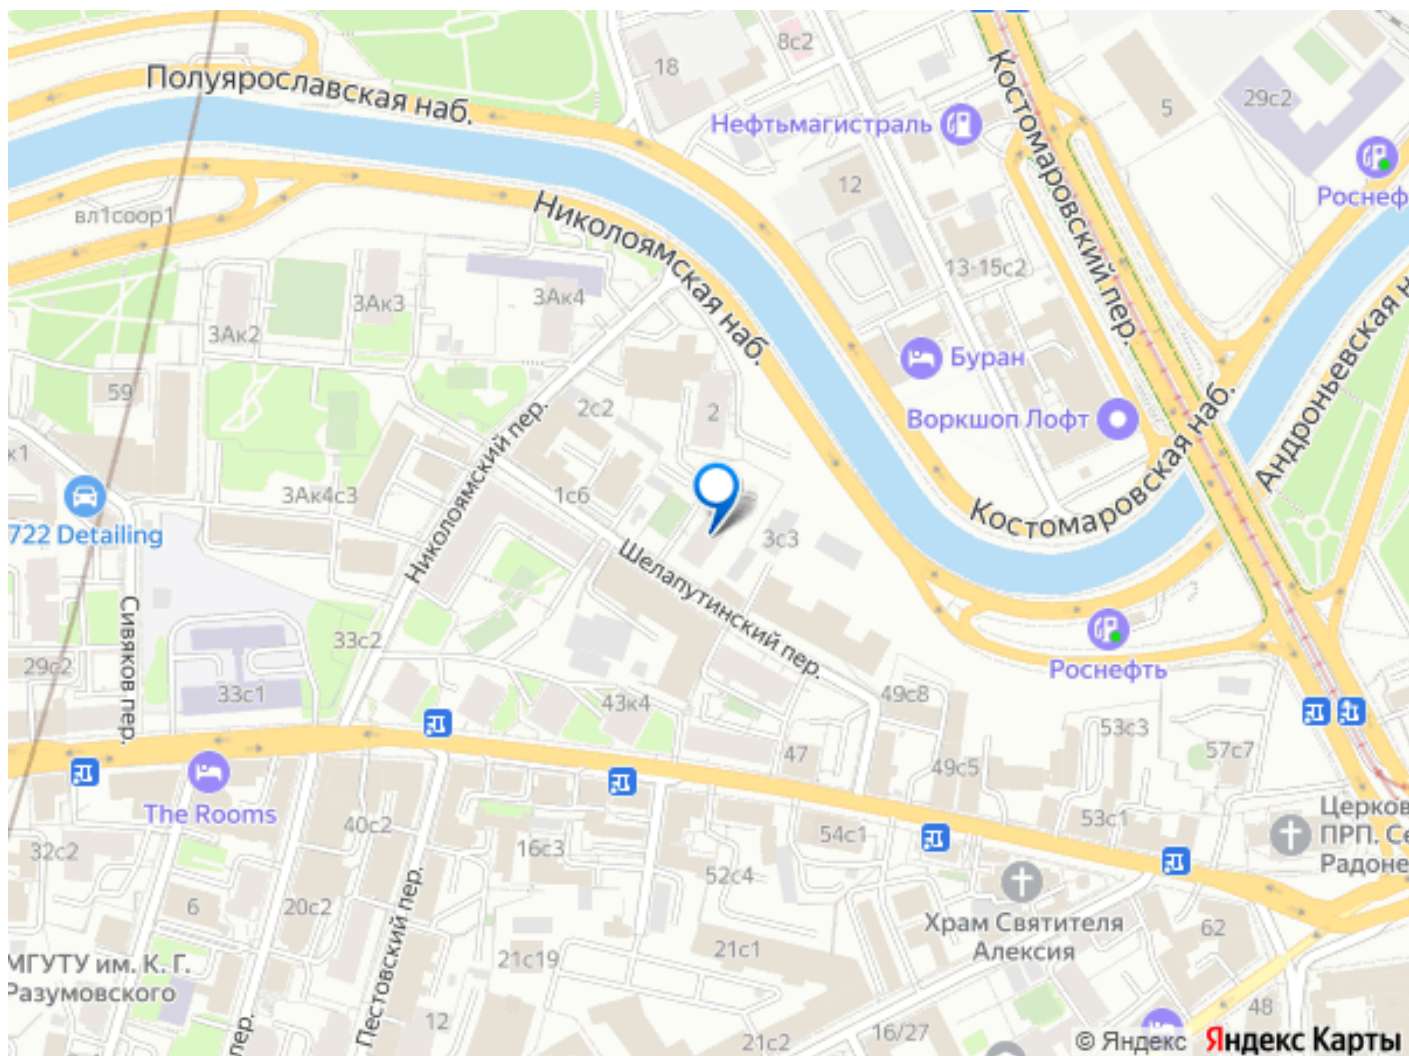 8с2
18
Полуярославская наб.
Костомаровский пер.
5
29с2
Нефтьмагистраль
Роснеф
12
вл1соор1
Николоямская наб.
13-15с2
3Ак3
3Ак4
3Ак2
Буран
Андроньевская н
59
2с2
2
Воркшоп Лофт
Николоямский пер.
к1
3Ак4с3
1с6
Костомаровская наб.
722 Detailing
3с3
Шелапутинский пер.
Сивяков пер.
33с2
29с2
33с1
Роснефть
43к4
49с8
53с3
47
49с5
57с7
The Rooms
40с2
54с1
53с1
Церков
ПРП. Се
Радоне
32с2
16с3
52с4
6
20с2
Пестовский пер.
Храм Святителя
Алексия
62
21с19
21с1
МГУТУ им. К. Г.
Разумовского
12
пер.
21с2
16/27
48
© Яндекс Яндекс Карты